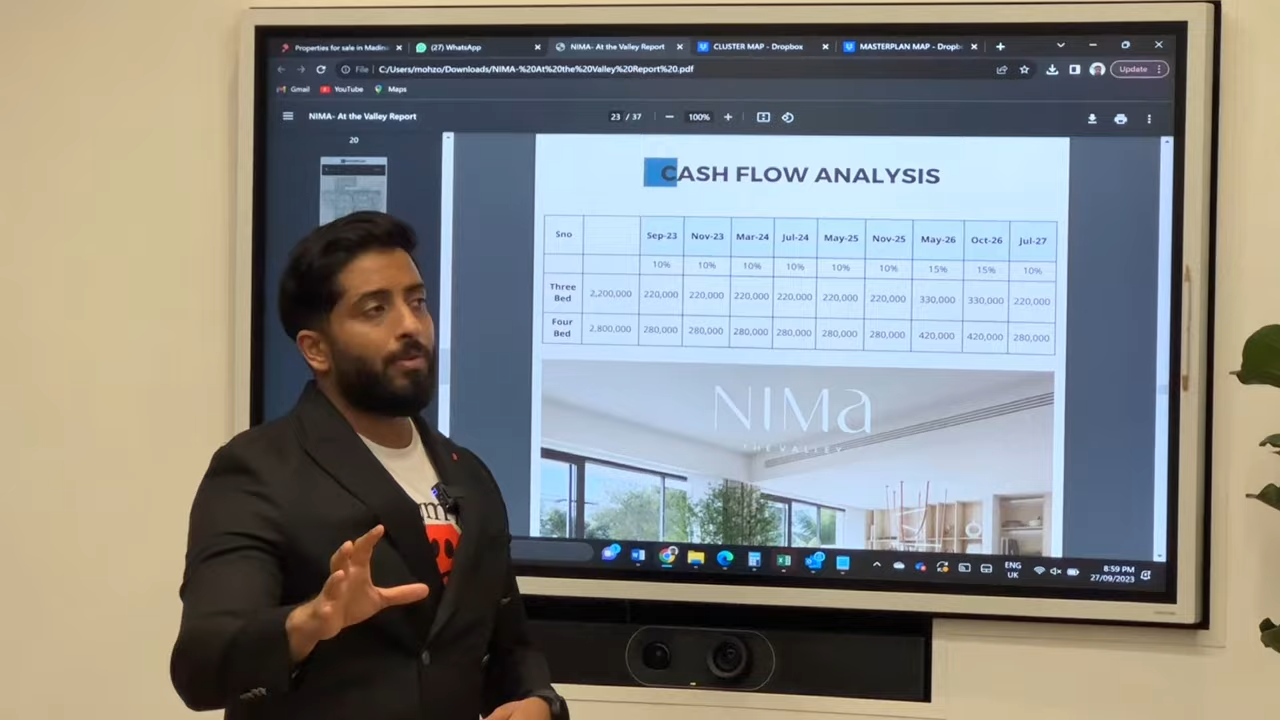 Properties for sale in Madin
(27) WhatsApp
NIMA- At the Valley Report
CLUSTER MAP - Dropbox
MASTERPLAN MAP - Dropb
File
C:/Users/mohzo/Downloads/NIMA-%20At%20the%20Valley%20Report%20.pdf
Update
Gmail
YouTube
Maps
NIMA- At the Valley Report
23 / 37
100%
20
CASH FLOW ANALYSIS
Sno Sep-23 Nov-23 Mar-24 Jul-24 May-25 Nov-25 May-26 Oct-26 Jul-27
10% 10% 10% 10% 10% 10% 15% 15% 10%
Three Bed 2,200,000 220,000 220,000 220,000 220,000 220,000 220,000 330,000 330,000 220,000
Four Bed 2,800,000 280,000 280,000 280,000 280,000 280,000 280,000 420,000 420,000 280,000
NIMa
THE VALLEY
ENG
UK
8:59 PM
27/09/2023